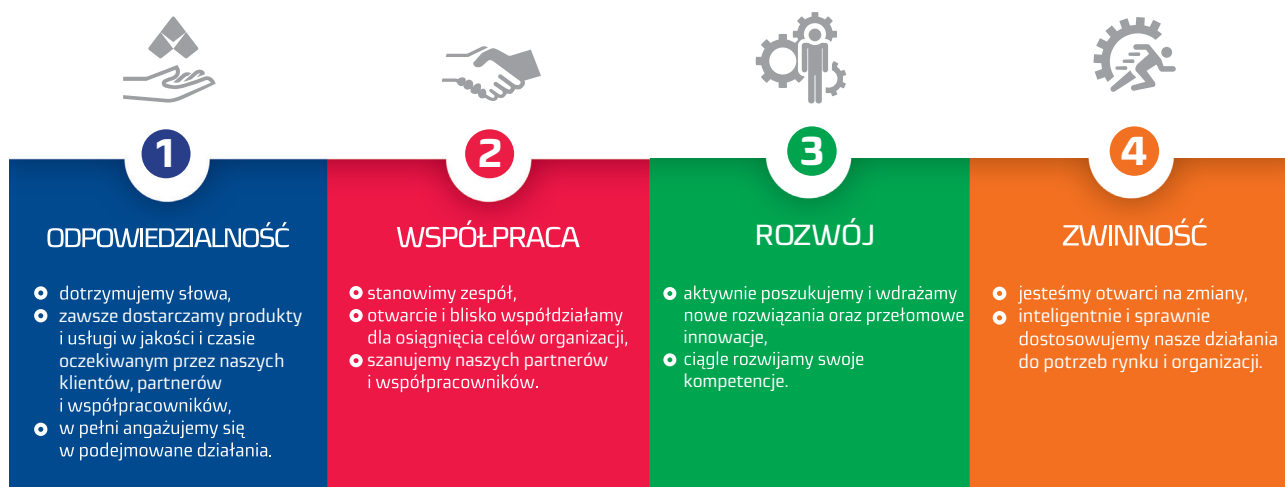 1
ODPOWIEDZIALNOŚĆ
dotrzymujemy słowa,
zawsze dostarczamy produkty
i usługi w jakości i czasie
oczekiwanym przez naszych
klientów, partnerów
i współpracowników,
w pełni angażujemy się
w podejmowane działania.
2
WSPÓŁPRACA
stanowimy zespół,
otwarcie i blisko współdziałamy
dla osiągnięcia celów organizacji,
szanujemy naszych partnerów
i współpracowników.
3
ROZWÓJ
aktywnie poszukujemy i wdrażamy
nowe rozwiązania oraz przełomowe
innowacje,
ciągle rozwijamy swoje
kompetencje.
4
ZWINNOŚĆ
jesteśmy otwarci na zmiany,
inteligentnie i sprawnie
dostosowujemy nasze działania
do potrzeb rynku i organizacji.